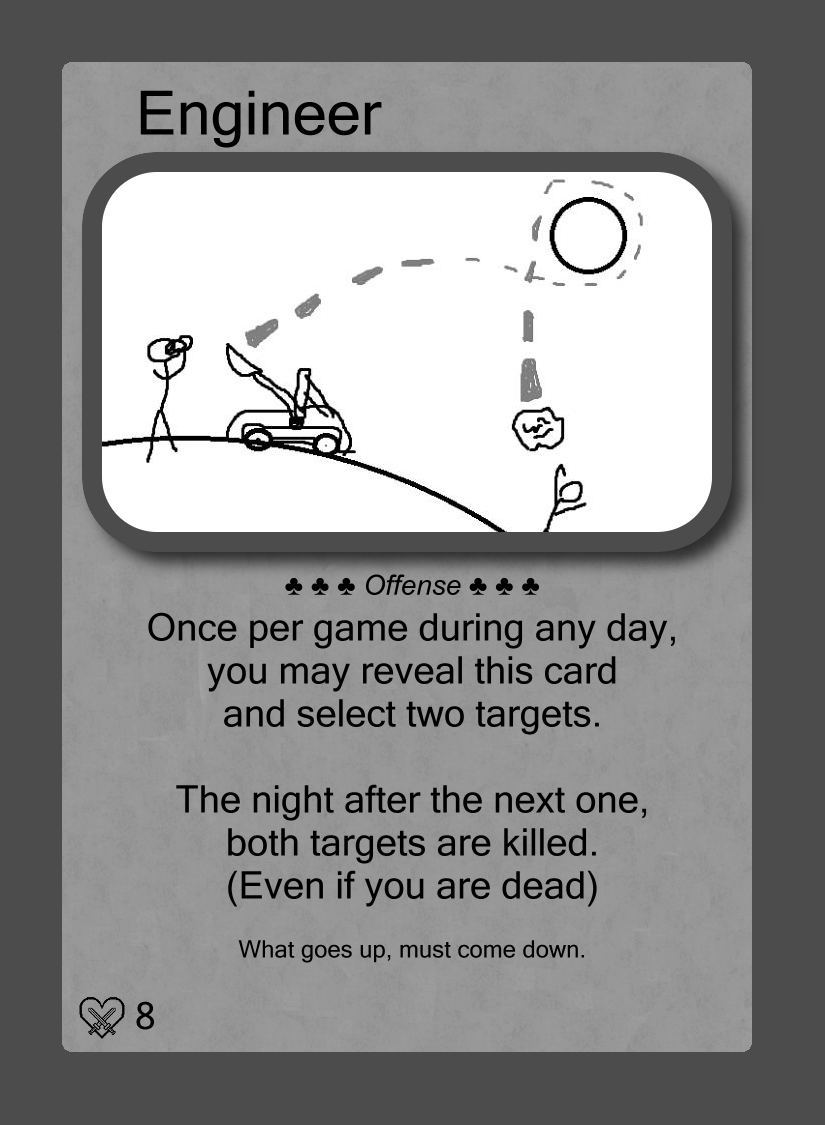 Engineer
♣ ♣ ♣ Offense ♣ ♣ ♣
Once per game during any day,
you may reveal this card
and select two targets.
The night after the next one,
both targets are killed.
(Even if you are dead)
What goes up, must come down.
8